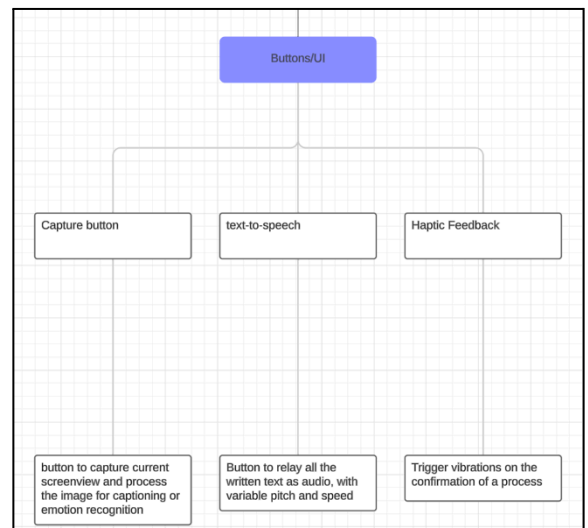 Buttons/UI
Capture button
text-to-speech
Haptic Feedback
button to capture current
screenview and process
the image for captioning or
emotion recognition
Button to relay all the
written text as audio, with
variable pitch and speed
Trigger vibrations on the
confirmation of a process